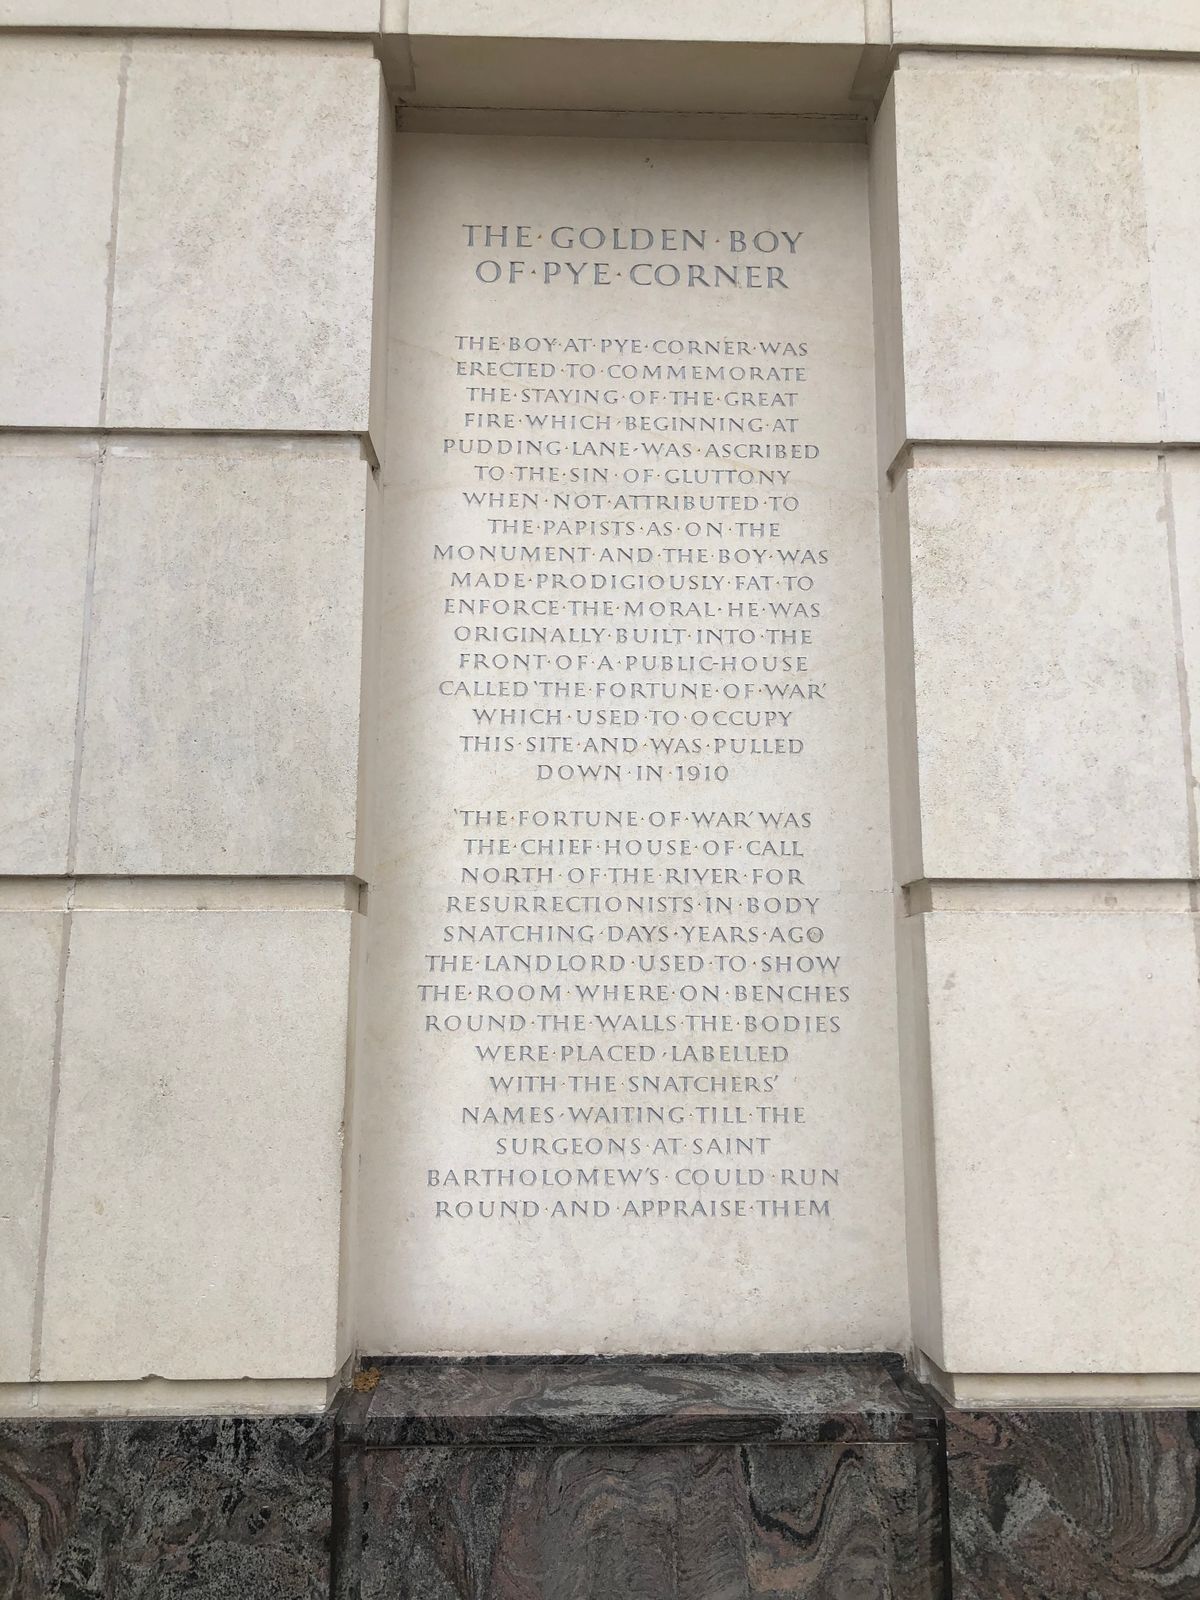 THE·GOLDEN·BOY
OF·PYE·CORNER
THE·BOY·AT·PYE·CORNER·WAS
ERECTED·TO·COMMEMORATE
THE·STAYING·OF·THE·GREAT
FIRE·WHICH·BEGINNING·AT
PUDDING·LANE·WAS·ASCRIBED
TO·THE·SIN·OF·GLUTTONY
WHEN·NOT·ATTRIBUTED·TO
THE·PAPISTS·AS·ON·THE
MONUMENT·AND·THE·BOY·WAS
MADE·PRODIGIOUSLY·FAT·TO
ENFORCE·THE·MORAL·HE·WAS
ORIGINALLY·BUILT·INTO·THE
FRONT·OF·A·PUBLIC-HOUSE
CALLED 'THE·FORTUNE·OF·WAR'
WHICH·USED·TO·OCCUPY
THIS·SITE·AND·WAS·PULLED
DOWN·IN·1910
'THE·FORTUNE·OF·WAR' WAS
THE·CHIEF·HOUSE·OF·CALL
NORTH·OF·THE·RIVER·FOR
RESURRECTIONISTS·IN·BODY
SNATCHING·DAYS·YEARS·AGO
THE·LANDLORD·USED·TO·SHOW
THE·ROOM·WHERE·ON·BENCHES
ROUND·THE·WALLS·THE·BODIES
WERE·PLACED·LABELLED
WITH·THE·SNATCHERS'
NAMES·WAITING·TILL·THE
SURGEONS·AT·SAINT
BARTHOLOMEW'S·COULD·RUN
ROUND·AND·APPRAISE·THEM